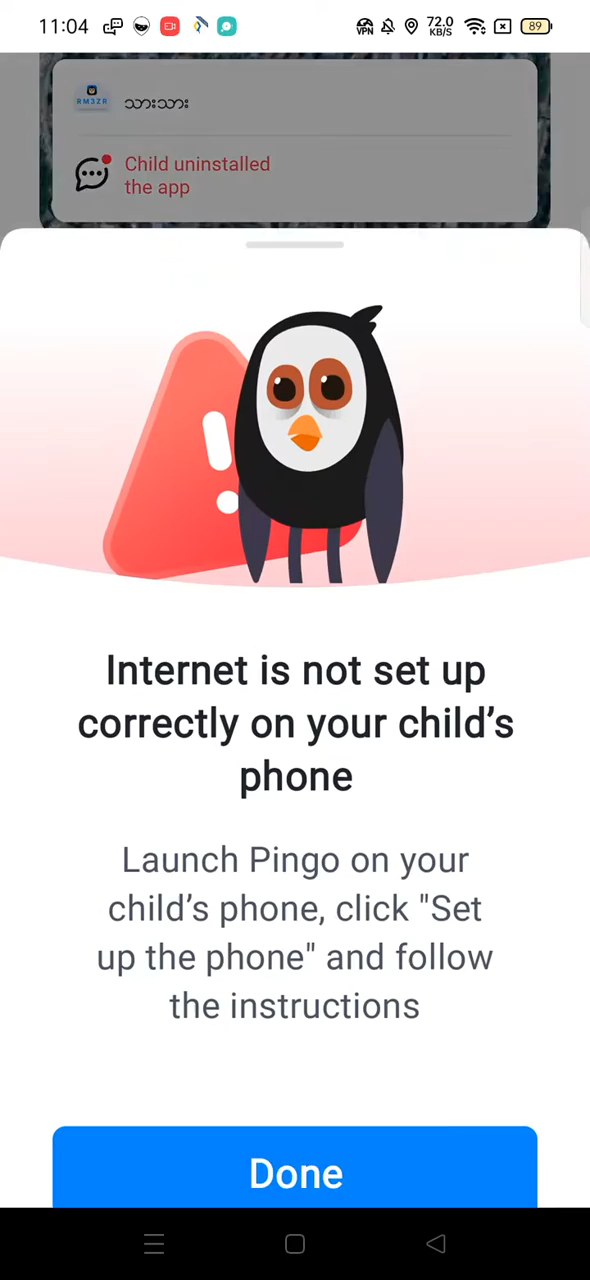 11:04
VPN
72.0
KB/S
89
RM3ZR
သားသား
Child uninstalled
the app
Internet is not set up
correctly on your child’s
phone
Launch Pingo on your
child’s phone, click "Set
up the phone" and follow
the instructions
Done